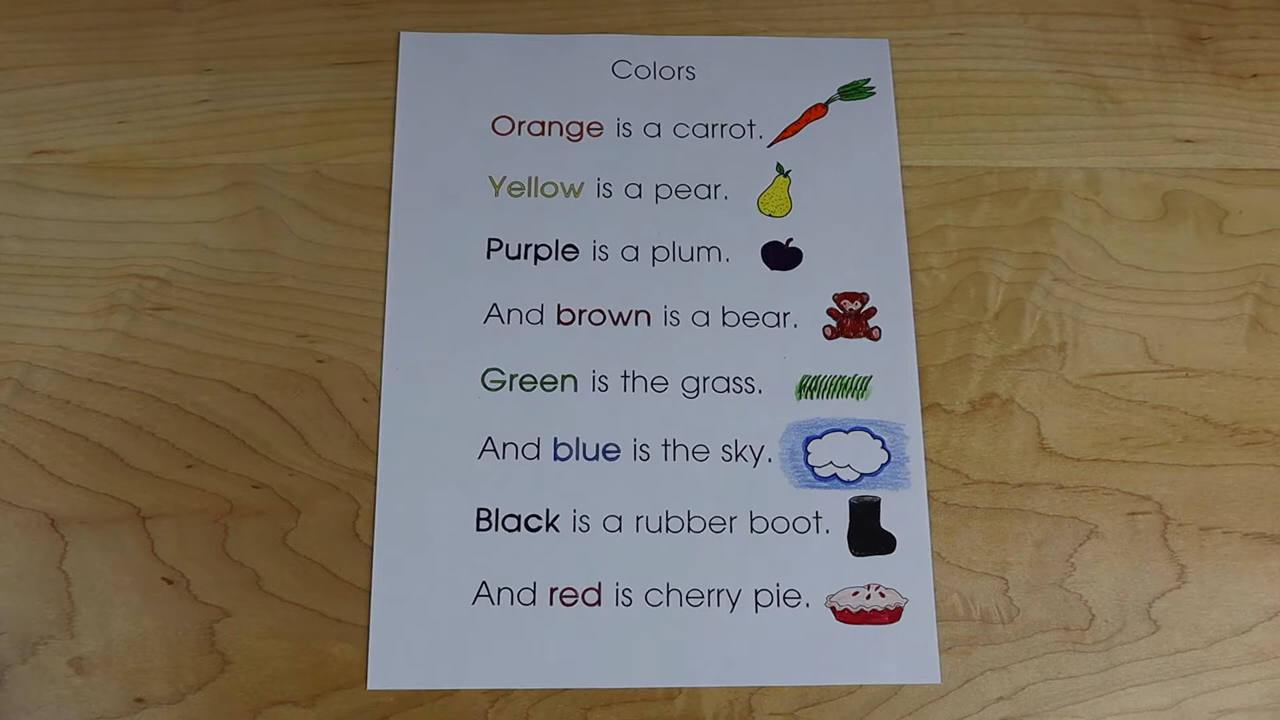 Colors
Orange is a carrot.
Yellow is a pear.
Purple is a plum.
And brown is a bear.
Green is the grass.
And blue is the sky.
Black is a rubber boot.
And red is cherry pie.